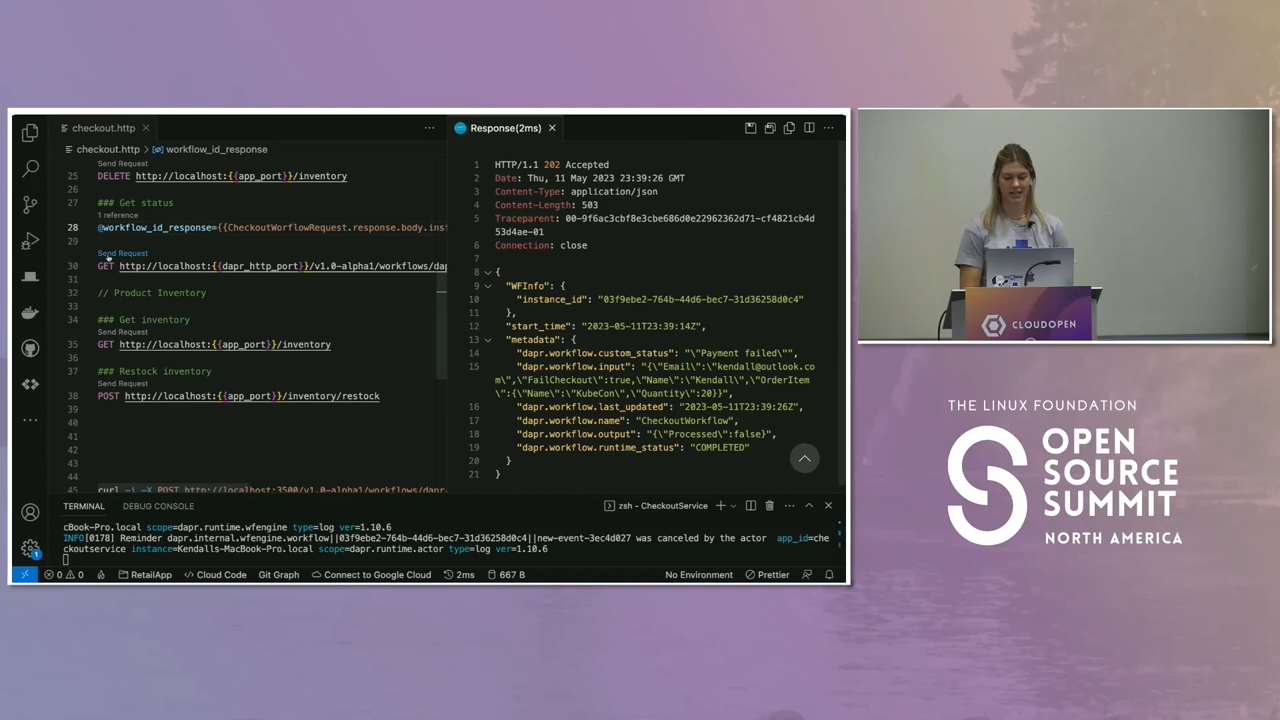 checkout.http
Response(2ms)
checkout.http > workflow_id_response
Send Request
25 DELETE http://localhost:{{app_port}}/inventory
26
27 ### Get status
1 reference
28 @workflow_id_response={{CheckoutWorflowRequest.response.body.inst
29
Send Request
30 GET http://localhost:{{dapr_http_port}}/v1.0-alpha1/workflows/dap
31
32 // Product Inventory
33
34 ### Get inventory
Send Request
35 GET http://localhost:{{app_port}}/inventory
36
37 ### Restock inventory
Send Request
38 POST http://localhost:{{app_port}}/inventory/restock
39
40
41
42
43
44
45 curl -i -X POST http://localhost:3500/v1.0-alpha1/workflows/dapr.
1 HTTP/1.1 202 Accepted
2 Date: Thu, 11 May 2023 23:39:26 GMT
3 Content-Type: application/json
4 Content-Length: 503
5 Traceparent: 00-9f6ac3cbf8e3cbe686d0e22962362d71-cf4821cb4d
53d4ae-01
6 Connection: close
7
8 {
9 "WFInfo": {
10 "instance_id": "03f9ebe2-764b-44d6-bec7-31d36258d0c4"
11 },
12 "start_time": "2023-05-11T23:39:14Z",
13 "metadata": {
14 "dapr.workflow.custom_status": "\"Payment failed\"",
15 "dapr.workflow.input": "{\"Email\":\"kendall@outlook.co
m\",\"FailCheckout\":true,\"Name\":\"Kendall\",\"OrderItem
\":{\"Name\":\"KubeCon\",\"Quantity\":20}}",
16 "dapr.workflow.last_updated": "2023-05-11T23:39:26Z",
17 "dapr.workflow.name": "CheckoutWorkflow",
18 "dapr.workflow.output": "{\"Processed\":false}",
19 "dapr.workflow.runtime_status": "COMPLETED"
20 }
21 }
TERMINAL DEBUG CONSOLE
zsh - CheckoutService
cBook-Pro.local scope=dapr.runtime.wfengine type=log ver=1.10.6
INFO[0178] Reminder dapr.internal.wfengine.workflow||03f9ebe2-764b-44d6-bec7-31d36258d0c4||new-event-3ec4d027 was canceled by the actor app_id=che
ckoutservice instance=Kendalls-MacBook-Pro.local scope=dapr.runtime.actor type=log ver=1.10.6
1
0 0 RetailApp Cloud Code Git Graph Connect to Google Cloud 2ms 667 B No Environment Prettier
CLOUDOPEN
THE LINUX FOUNDATION
OPEN
SOURCE
SUMMIT
NORTH AMERICA